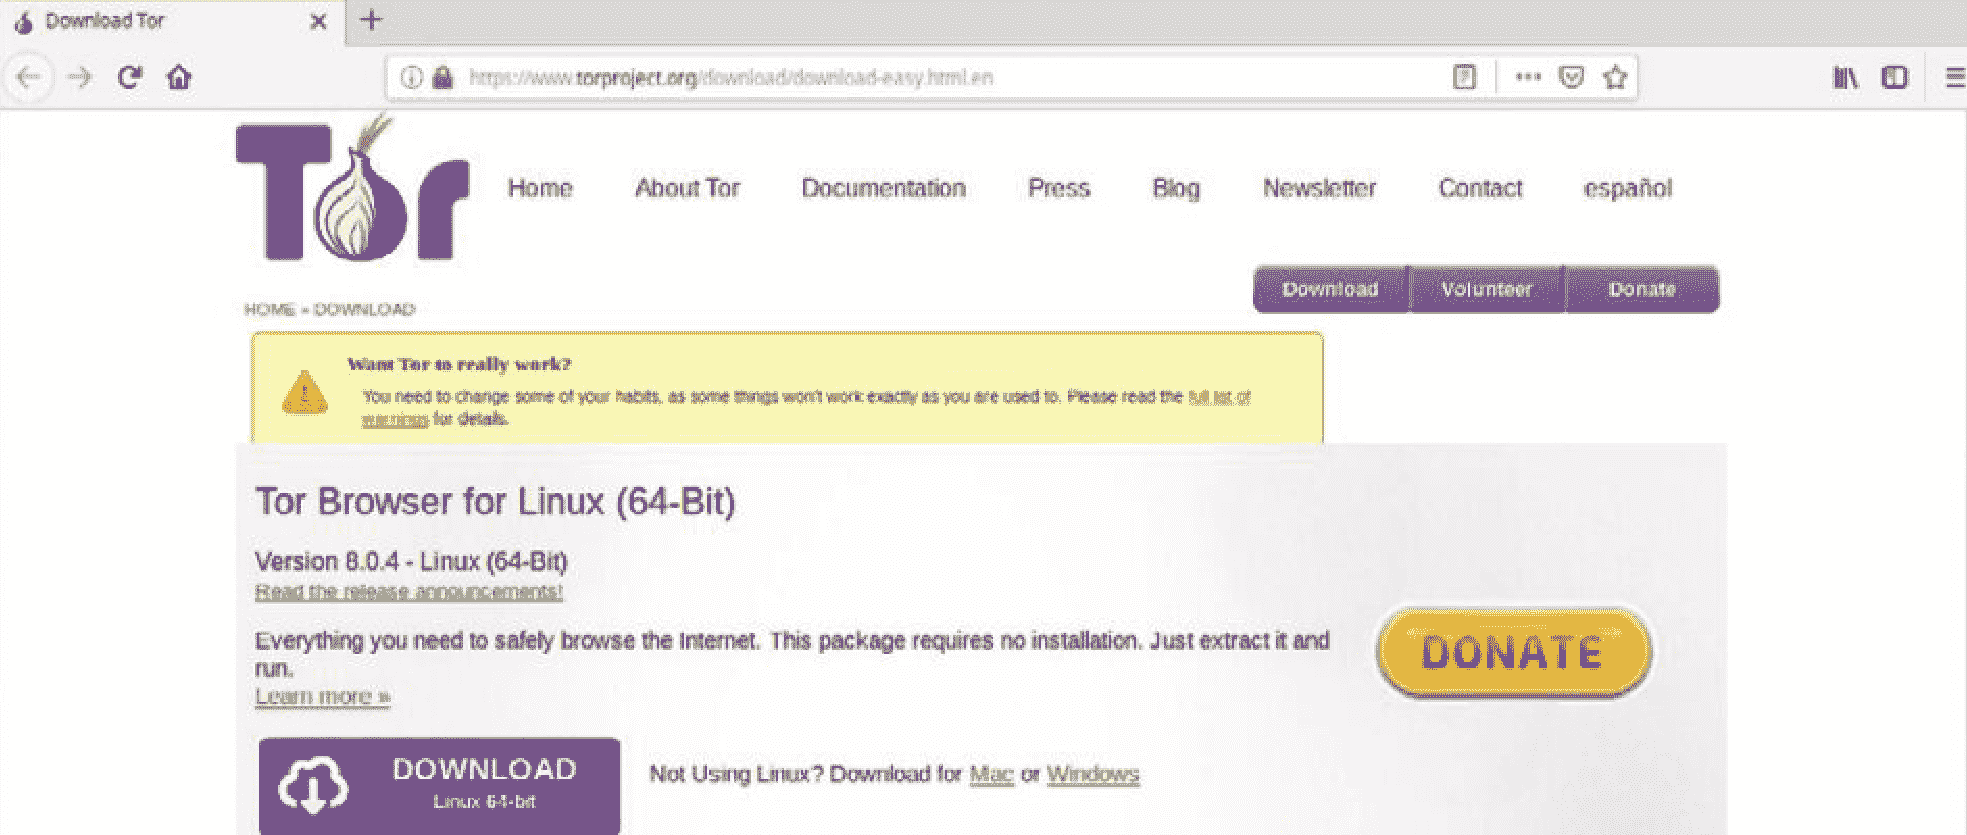 Download Tor
https://www.torproject.org/download/download-easy.html.en
Tor
Home About Tor Documentation Press Blog Newsletter Contact español
Download Volunteer Donate
HOME » DOWNLOAD
Want Tor to really work?
You need to change some of your habits, as some things won't work exactly as you are used to. Please read the full list of
warnings for details.
Tor Browser for Linux (64-Bit)
Version 8.0.4 - Linux (64-Bit)
Read the release announcements!
Everything you need to safely browse the Internet. This package requires no installation. Just extract it and
run.
Learn more »
DONATE
DOWNLOAD
Linux 64-bit
Not Using Linux? Download for Mac or Windows